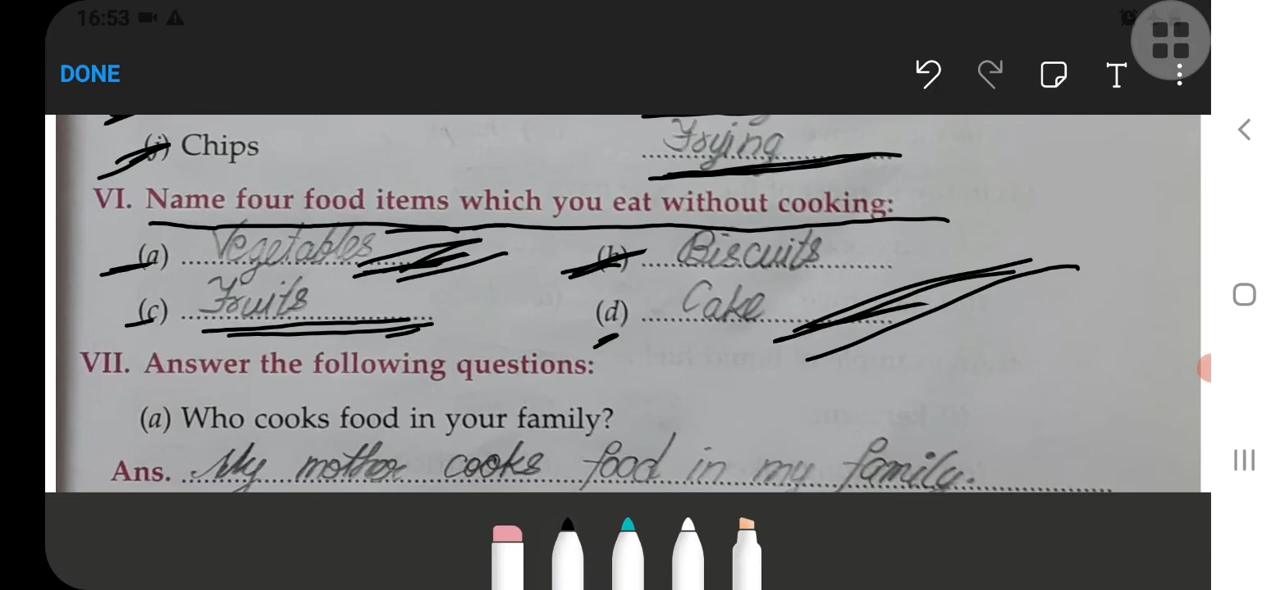 16:53
DONE
T
(j) Chips Frying
VI. Name four food items which you eat without cooking:
(a) Vegetables (b) Biscuits
(c) Fruits (d) Cake
VII. Answer the following questions:
(a) Who cooks food in your family?
Ans. My mother cooks food in my family.